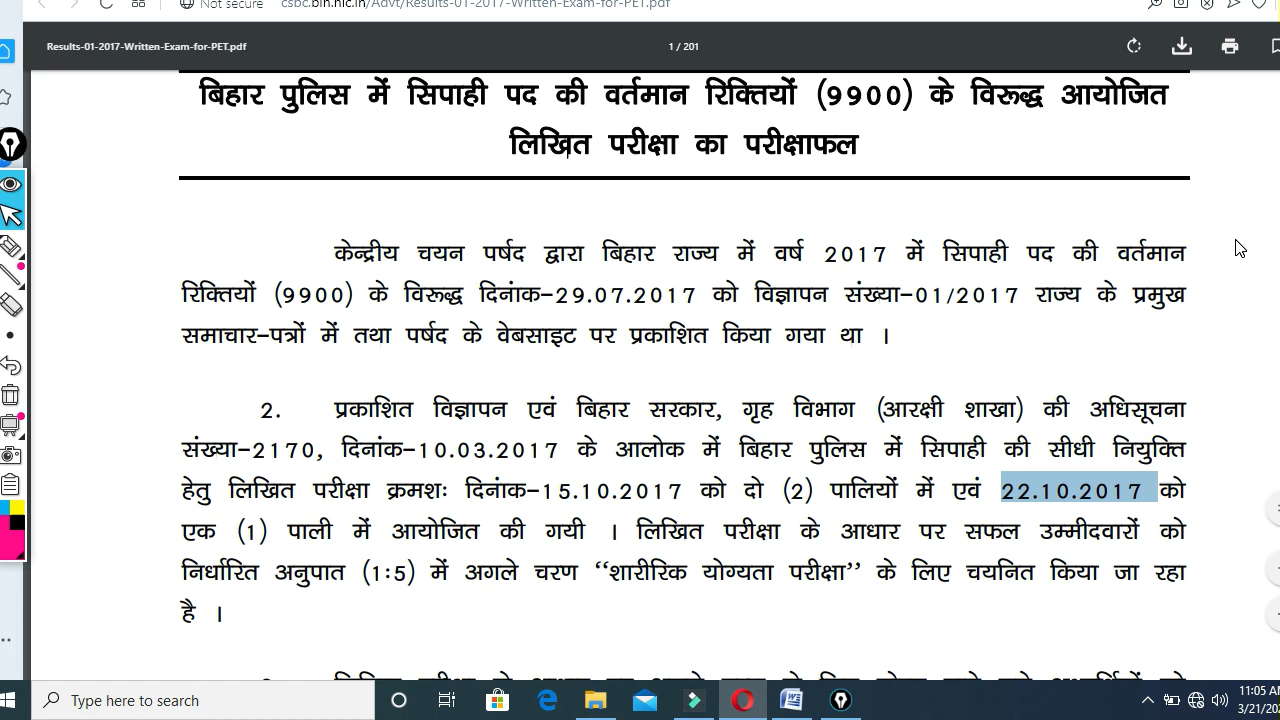 Not secure csbc.bih.nic.in/Advt/Results-01-2017-Written-Exam-for-PET.pdf
Results-01-2017-Written-Exam-for-PET.pdf 1 / 201
बिहार पुलिस में सिपाही पद की वर्तमान रिक्तियों (9900) के विरूद्ध आयोजित
लिखित परीक्षा का परीक्षाफल
केन्द्रीय चयन पर्षद द्वारा बिहार राज्य में वर्ष 2017 में सिपाही पद की वर्तमान
रिक्तियों (9900) के विरूद्ध दिनांक-29.07.2017 को विज्ञापन संख्या-01/2017 राज्य के प्रमुख
समाचार-पत्रों में तथा पर्षद के वेबसाइट पर प्रकाशित किया गया था ।
2. प्रकाशित विज्ञापन एवं बिहार सरकार, गृह विभाग (आरक्षी शाखा) की अधिसूचना
संख्या-2170, दिनांक-10.03.2017 के आलोक में बिहार पुलिस में सिपाही की सीधी नियुक्ति
हेतु लिखित परीक्षा क्रमशः दिनांक-15.10.2017 को दो (2) पालियों में एवं 22.10.2017 को
एक (1) पाली में आयोजित की गयी । लिखित परीक्षा के आधार पर सफल उम्मीदवारों को
निर्धारित अनुपात (1:5) में अगले चरण ‘‘शारीरिक योग्यता परीक्षा’’ के लिए चयनित किया जा रहा
है ।
Type here to search
11:05 AM
3/21/20